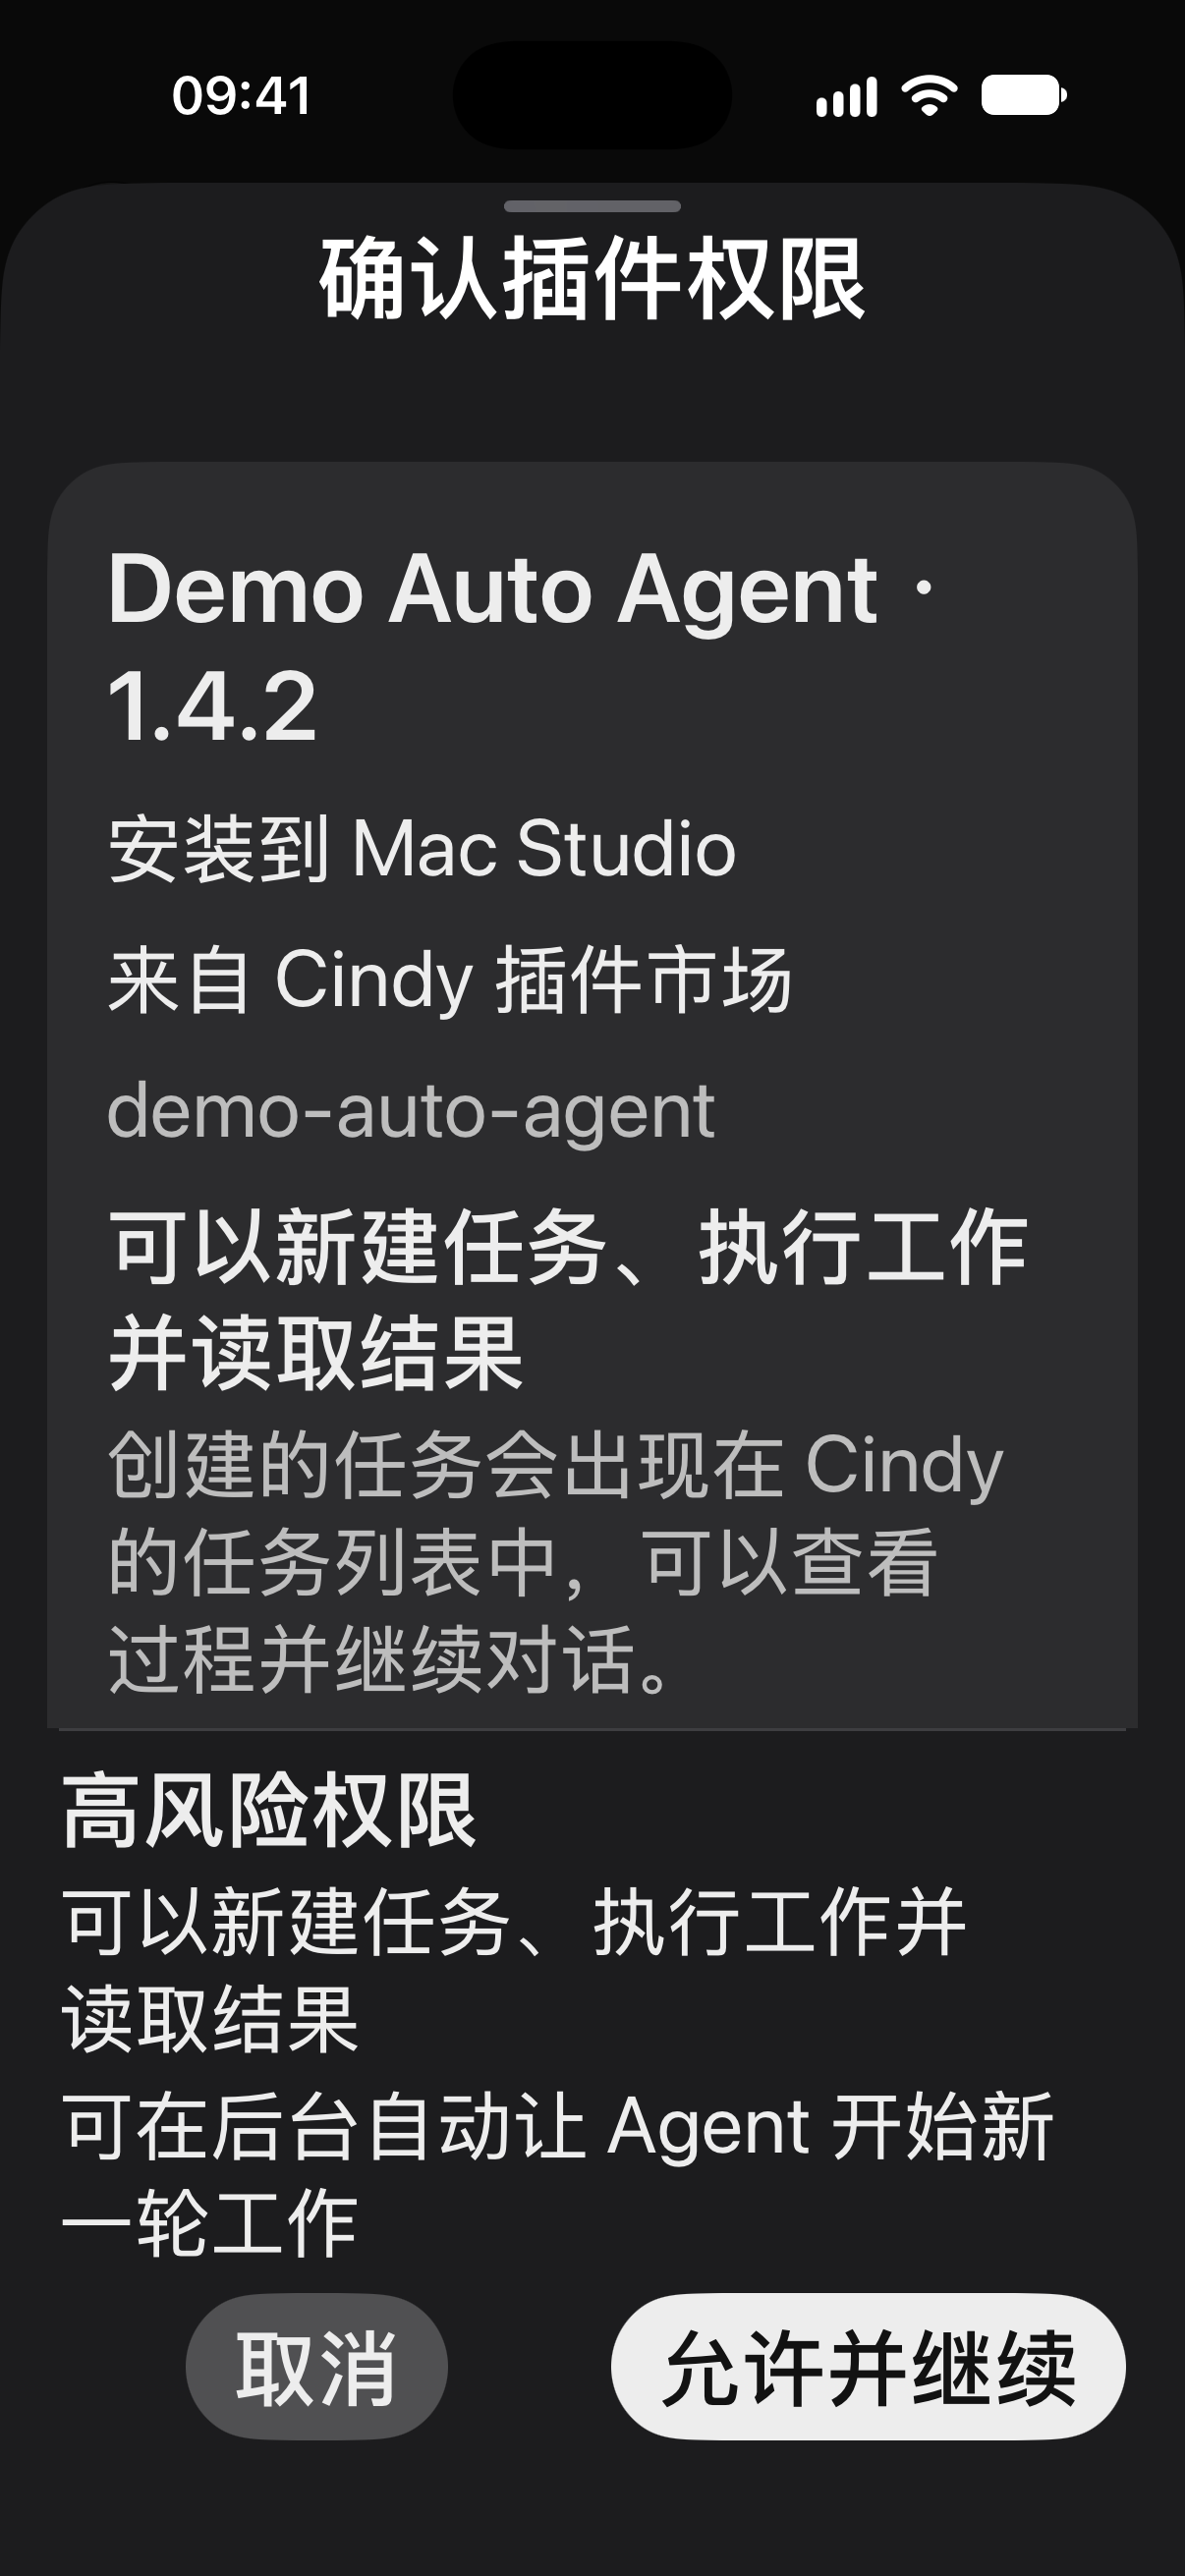 09:41
确认插件权限
Demo Auto Agent ·
1.4.2
安装到 Mac Studio
来自 Cindy 插件市场
demo-auto-agent
可以新建任务、执行工作
并读取结果
创建的任务会出现在 Cindy
的任务列表中，可以查看
过程并继续对话。
高风险权限
可以新建任务、执行工作并
读取结果
可在后台自动让 Agent 开始新
一轮工作
取消
允许并继续